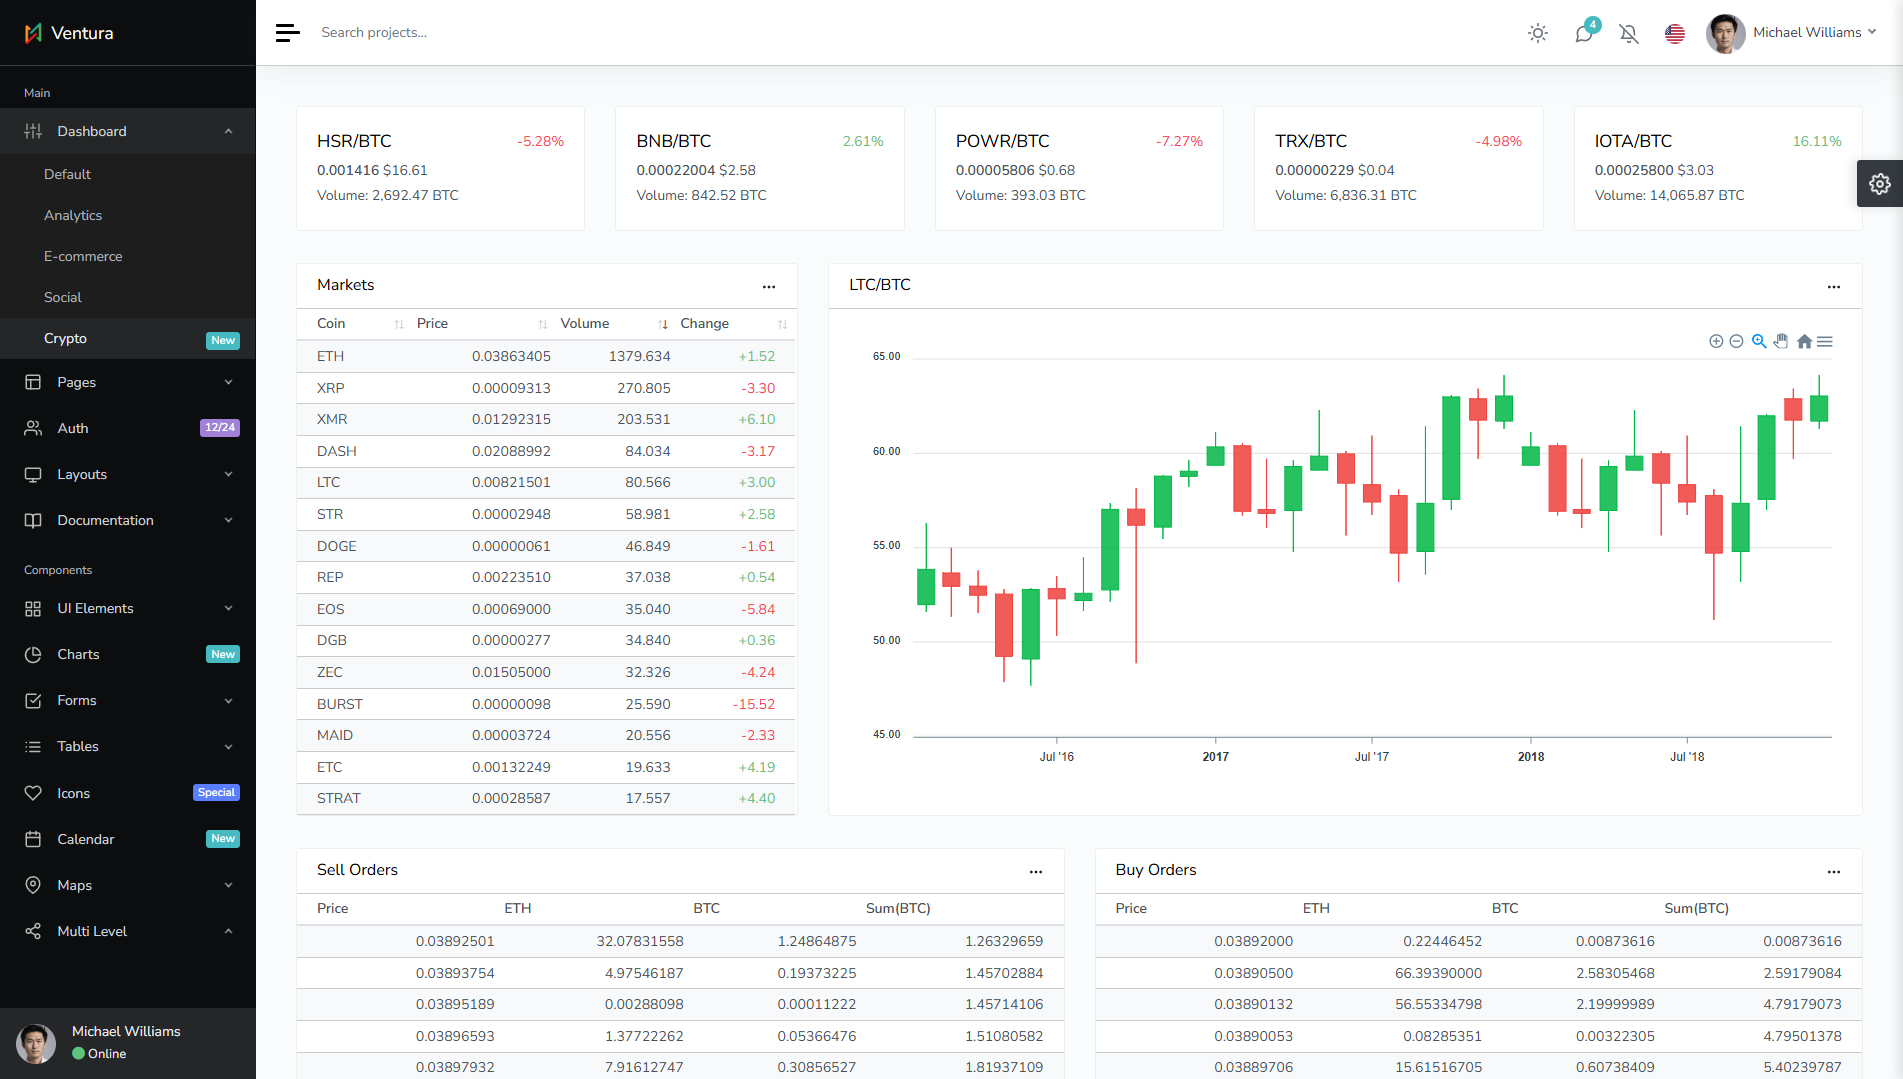 Ventura
Main
Dashboard
Default
Analytics
E-commerce
Social
Crypto New
Pages
Auth 12/24
Layouts
Documentation
Components
UI Elements
Charts New
Forms
Tables
Icons Special
Calendar New
Maps
Multi Level
Michael Williams
Online
Search projects...
4
Michael Williams
HSR/BTC -5.28%
0.001416 $16.61
Volume: 2,692.47 BTC
BNB/BTC 2.61%
0.00022004 $2.58
Volume: 842.52 BTC
POWR/BTC -7.27%
0.00005806 $0.68
Volume: 393.03 BTC
TRX/BTC -4.98%
0.00000229 $0.04
Volume: 6,836.31 BTC
IOTA/BTC 16.11%
0.00025800 $3.03
Volume: 14,065.87 BTC
Markets
Coin Price Volume Change
ETH 0.03863405 1379.634 +1.52
XRP 0.00009313 270.805 -3.30
XMR 0.01292315 203.531 +6.10
DASH 0.02088992 84.034 -3.17
LTC 0.00821501 80.566 +3.00
STR 0.00002948 58.981 +2.58
DOGE 0.00000061 46.849 -1.61
REP 0.00223510 37.038 +0.54
EOS 0.00069000 35.040 -5.84
DGB 0.00000277 34.840 +0.36
ZEC 0.01505000 32.326 -4.24
BURST 0.00000098 25.590 -15.52
MAID 0.00003724 20.556 -2.33
ETC 0.00132249 19.633 +4.19
STRAT 0.00028587 17.557 +4.40
LTC/BTC
65.00
60.00
55.00
50.00
45.00
Jul '16 2017 Jul '17 2018 Jul '18
Sell Orders
Price ETH BTC Sum(BTC)
0.03892501 32.07831558 1.24864875 1.26329659
0.03893754 4.97546187 0.19373225 1.45702884
0.03895189 0.00288098 0.00011222 1.45714106
0.03896593 1.37722262 0.05366476 1.51080582
0.03897932 7.91612747 0.30856527 1.81937109
Buy Orders
Price ETH BTC Sum(BTC)
0.03892000 0.22446452 0.00873616 0.00873616
0.03890500 66.39390000 2.58305468 2.59179084
0.03890132 56.55334798 2.19999989 4.79179073
0.03890053 0.08285351 0.00322305 4.79501378
0.03889706 15.61516705 0.60738409 5.40239787